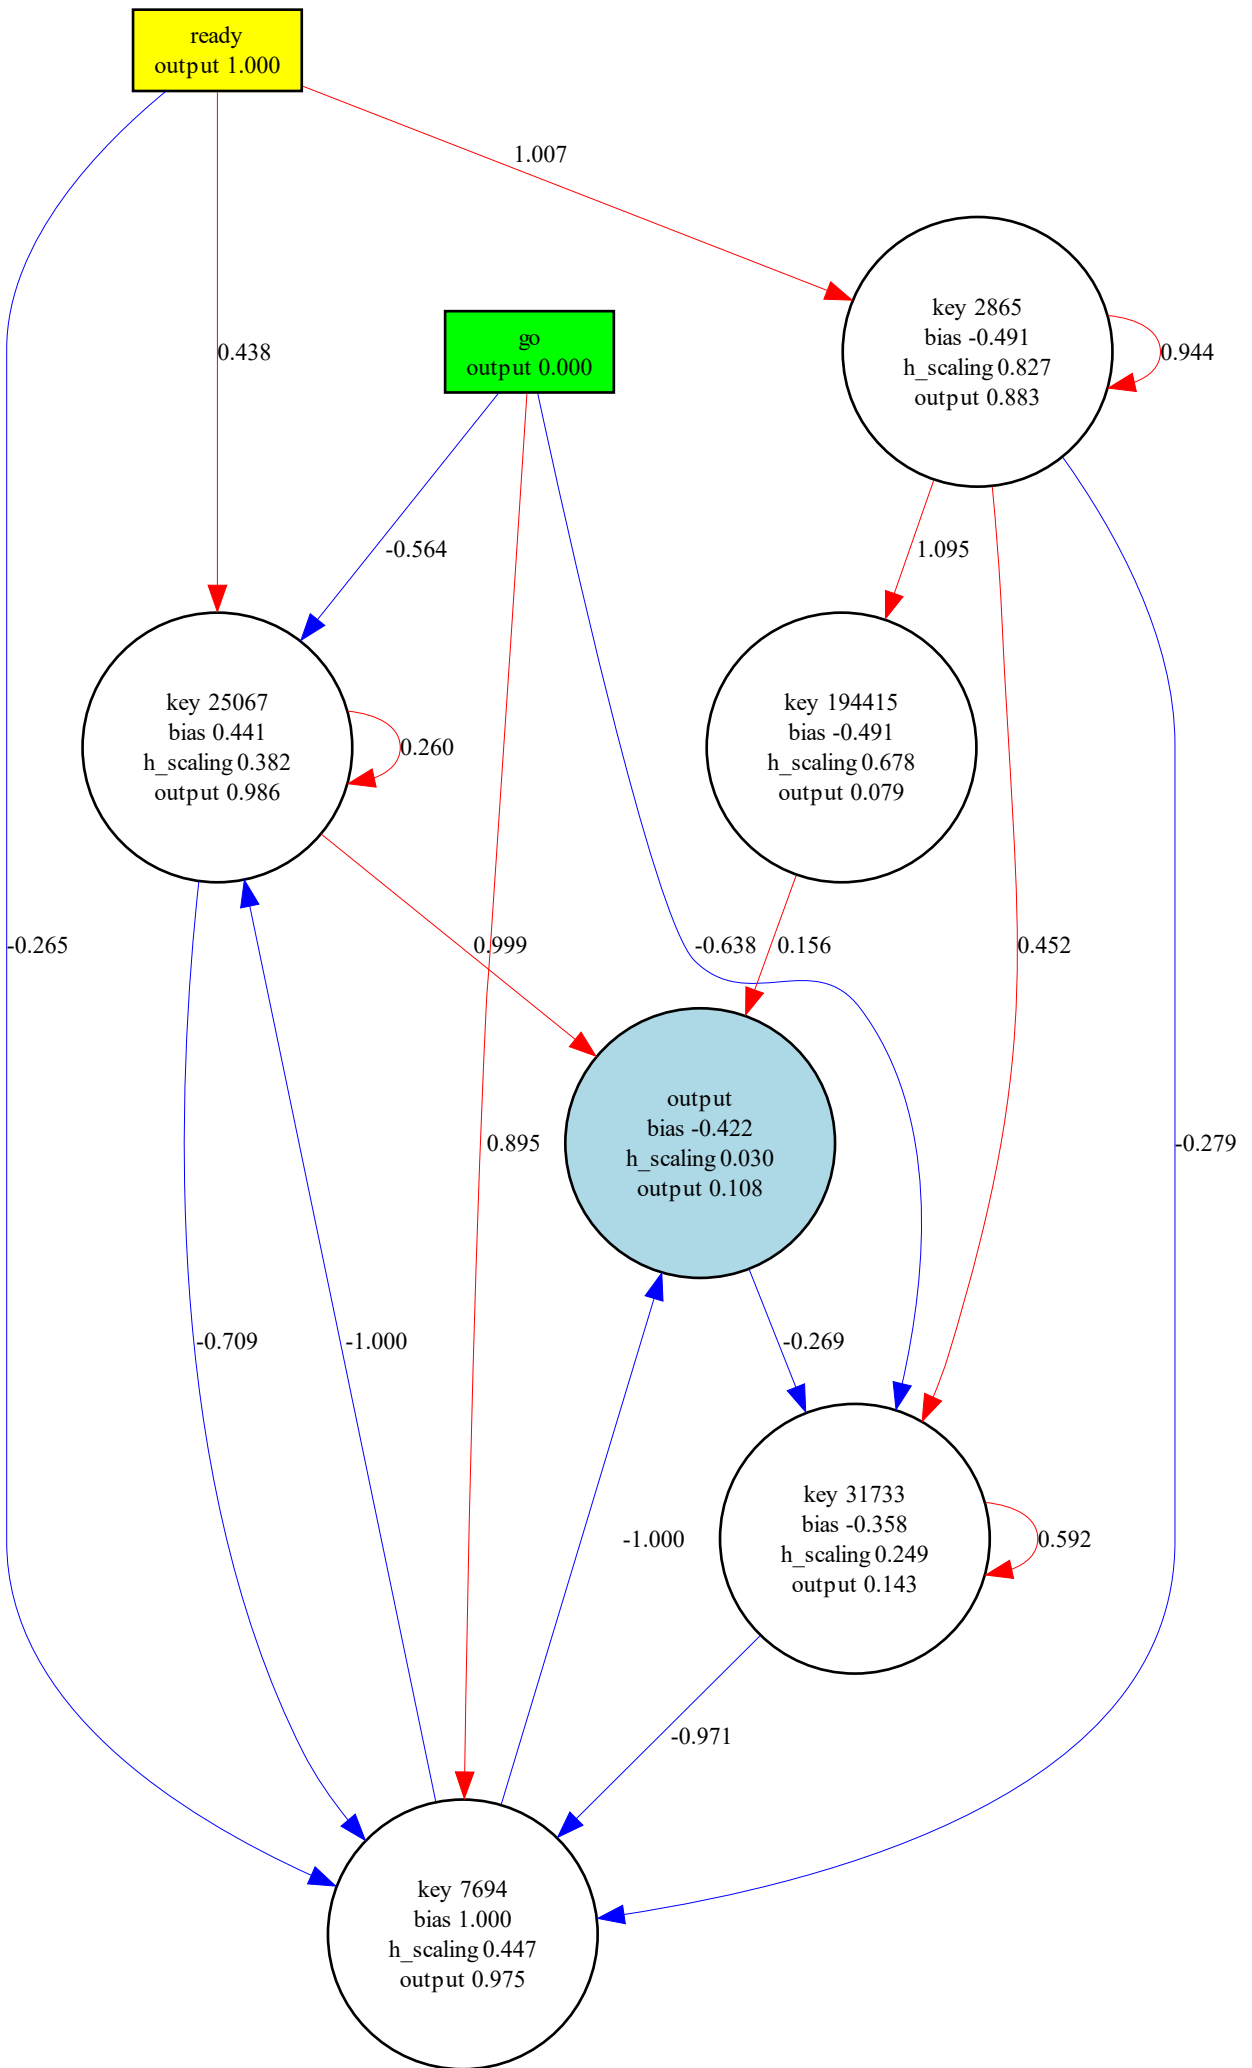 ready
output 1.000
1.007
key 2865
bias -0.491
h_scaling 0.827
output 0.883
0.944
go
output 0.000
0.438
-0.564
1.095
key 25067
bias 0.441
h_scaling 0.382
output 0.986
0.260
key 194415
bias -0.491
h_scaling 0.678
output 0.079
-0.265
0.999
-0.638
0.156
0.452
output
bias -0.422
h_scaling 0.030
output 0.108
0.895
-0.279
-0.709
-1.000
-0.269
key 31733
bias -0.358
h_scaling 0.249
output 0.143
-1.000
0.592
-0.971
key 7694
bias 1.000
h_scaling 0.447
output 0.975